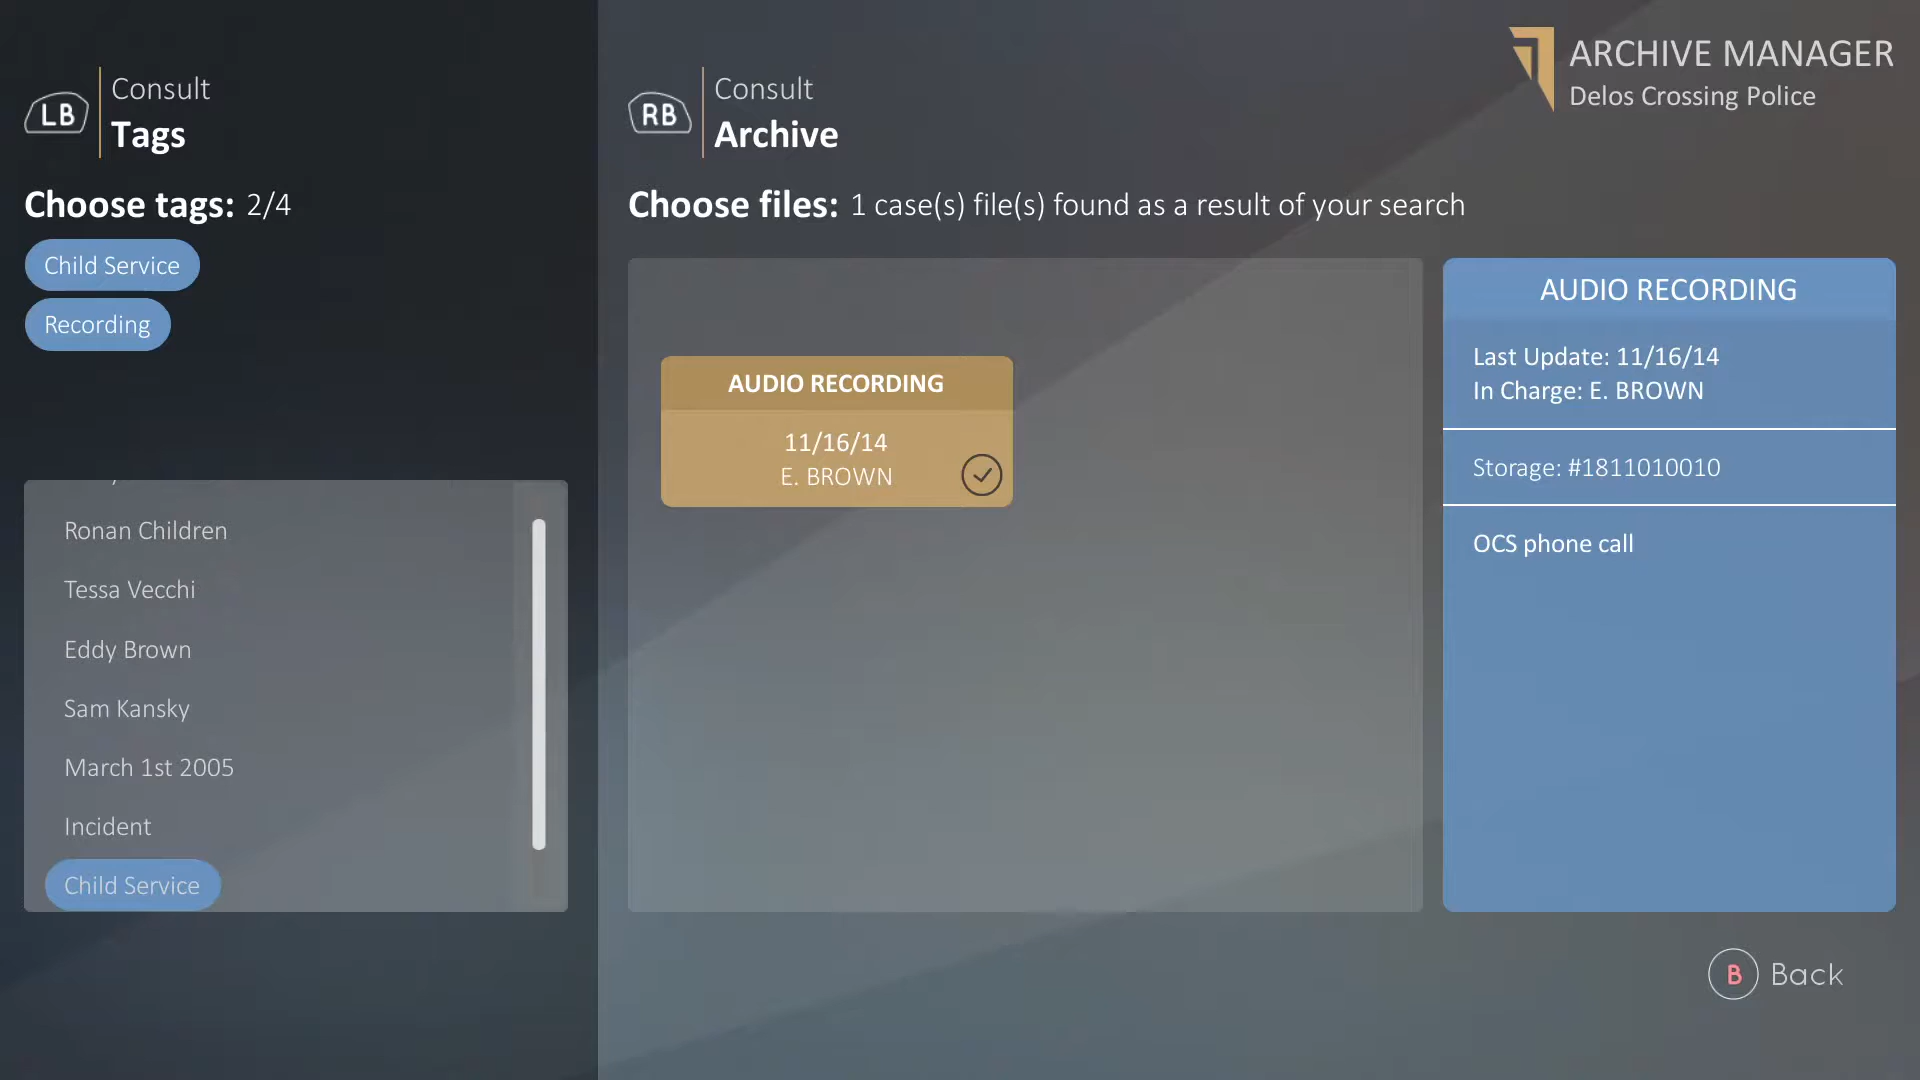 LB
Consult
Tags
Choose tags: 2/4
Child Service
Recording
Ronan Children
Tessa Vecchi
Eddy Brown
Sam Kansky
March 1st 2005
Incident
Child Service
RB
Consult
Archive
Choose files: 1 case(s) file(s) found as a result of your search
AUDIO RECORDING
11/16/14
E. BROWN
ARCHIVE MANAGER
Delos Crossing Police
AUDIO RECORDING
Last Update: 11/16/14
In Charge: E. BROWN
Storage: #1811010010
OCS phone call
B Back